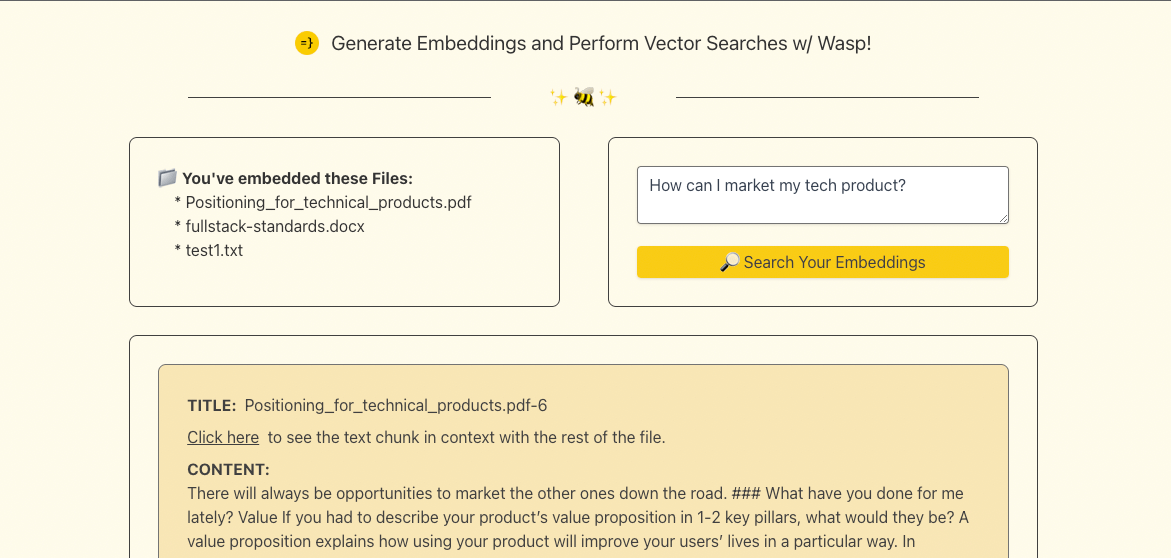 =} Generate Embeddings and Perform Vector Searches w/ Wasp!
You've embedded these Files:
* Positioning_for_technical_products.pdf
* fullstack-standards.docx
* test1.txt
How can I market my tech product?
Search Your Embeddings
TITLE: Positioning_for_technical_products.pdf-6
Click here to see the text chunk in context with the rest of the file.
CONTENT:
There will always be opportunities to market the other ones down the road. ### What have you done for me
lately? Value If you had to describe your product’s value proposition in 1-2 key pillars, what would they be? A
value proposition explains how using your product will improve your users’ lives in a particular way. In